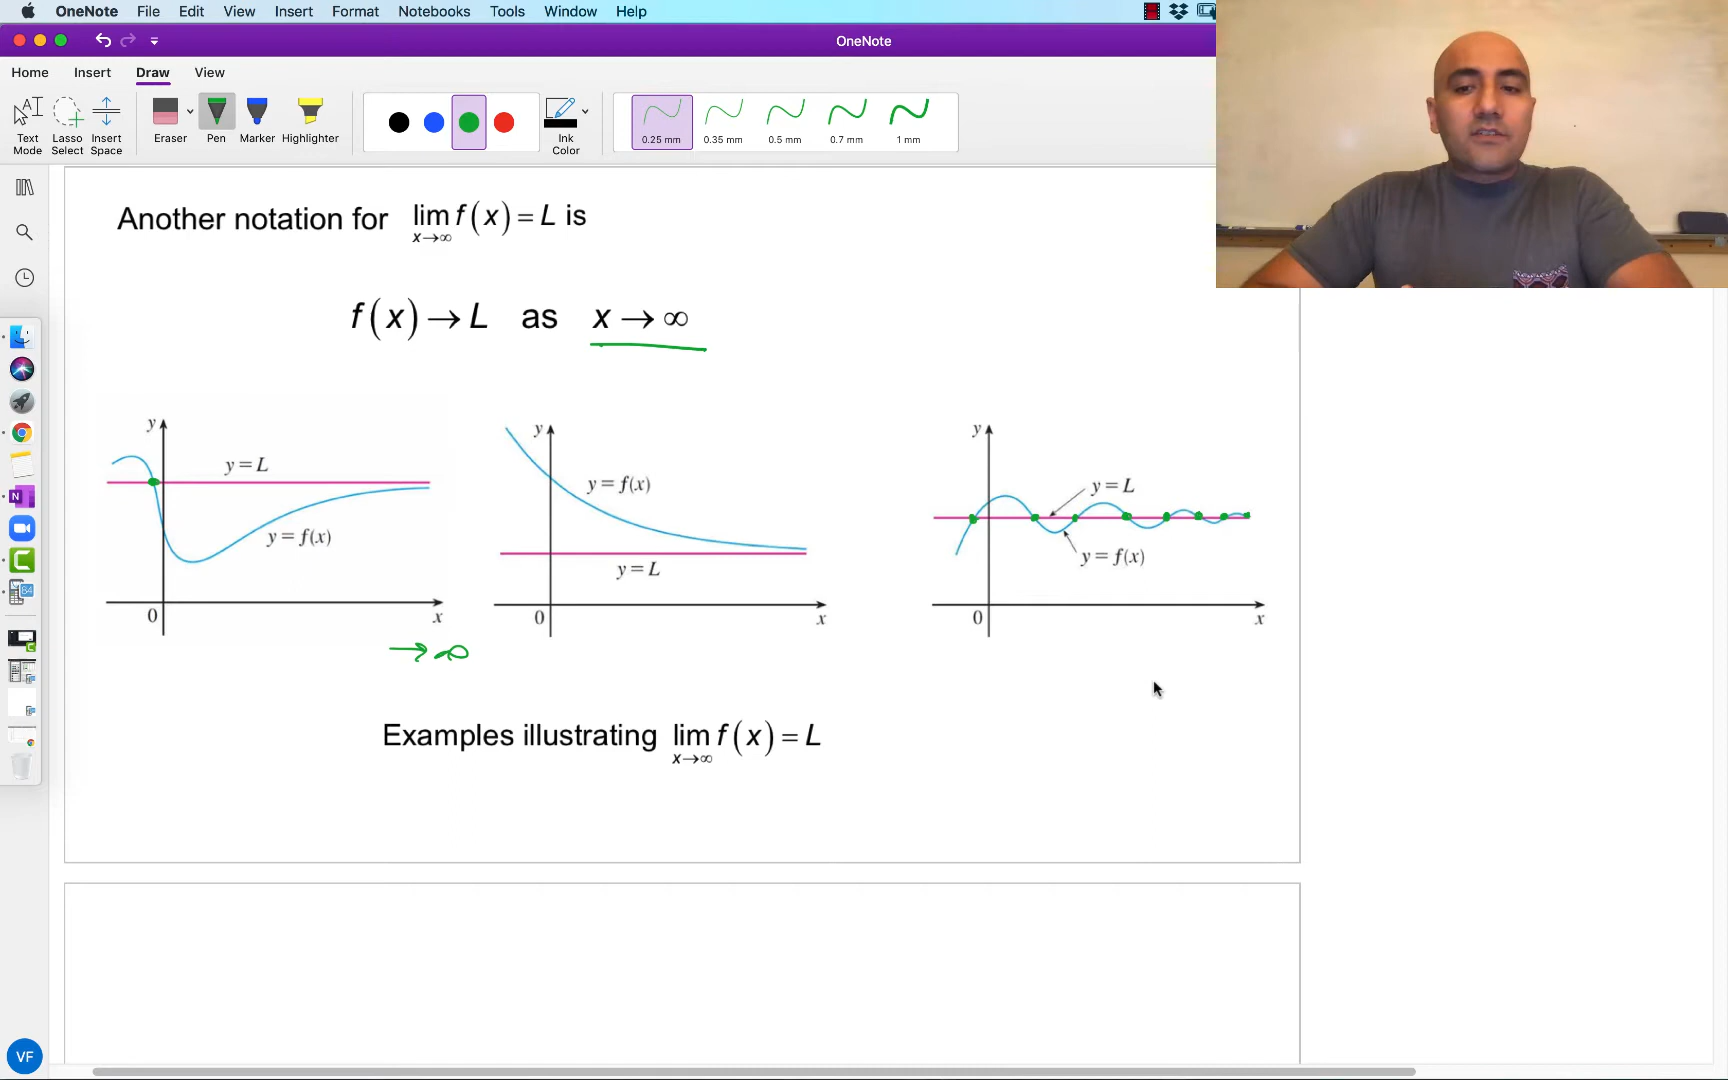 OneNote File Edit View Insert Format Notebooks Tools Window Help
OneNote
Home Insert Draw View
Text Mode
Lasso Select
Insert Space
Eraser
Pen
Marker
Highlighter
Ink Color
0.25 mm
0.35 mm
0.5 mm
0.7 mm
1 mm
Another notation for lim x→∞ f(x) = L is
f(x) → L as x → ∞
y
y = L
y = f(x)
0
x
→ ∞
y
y = f(x)
y = L
0
x
y
y = L
y = f(x)
0
x
Examples illustrating lim x→∞ f(x) = L
VF